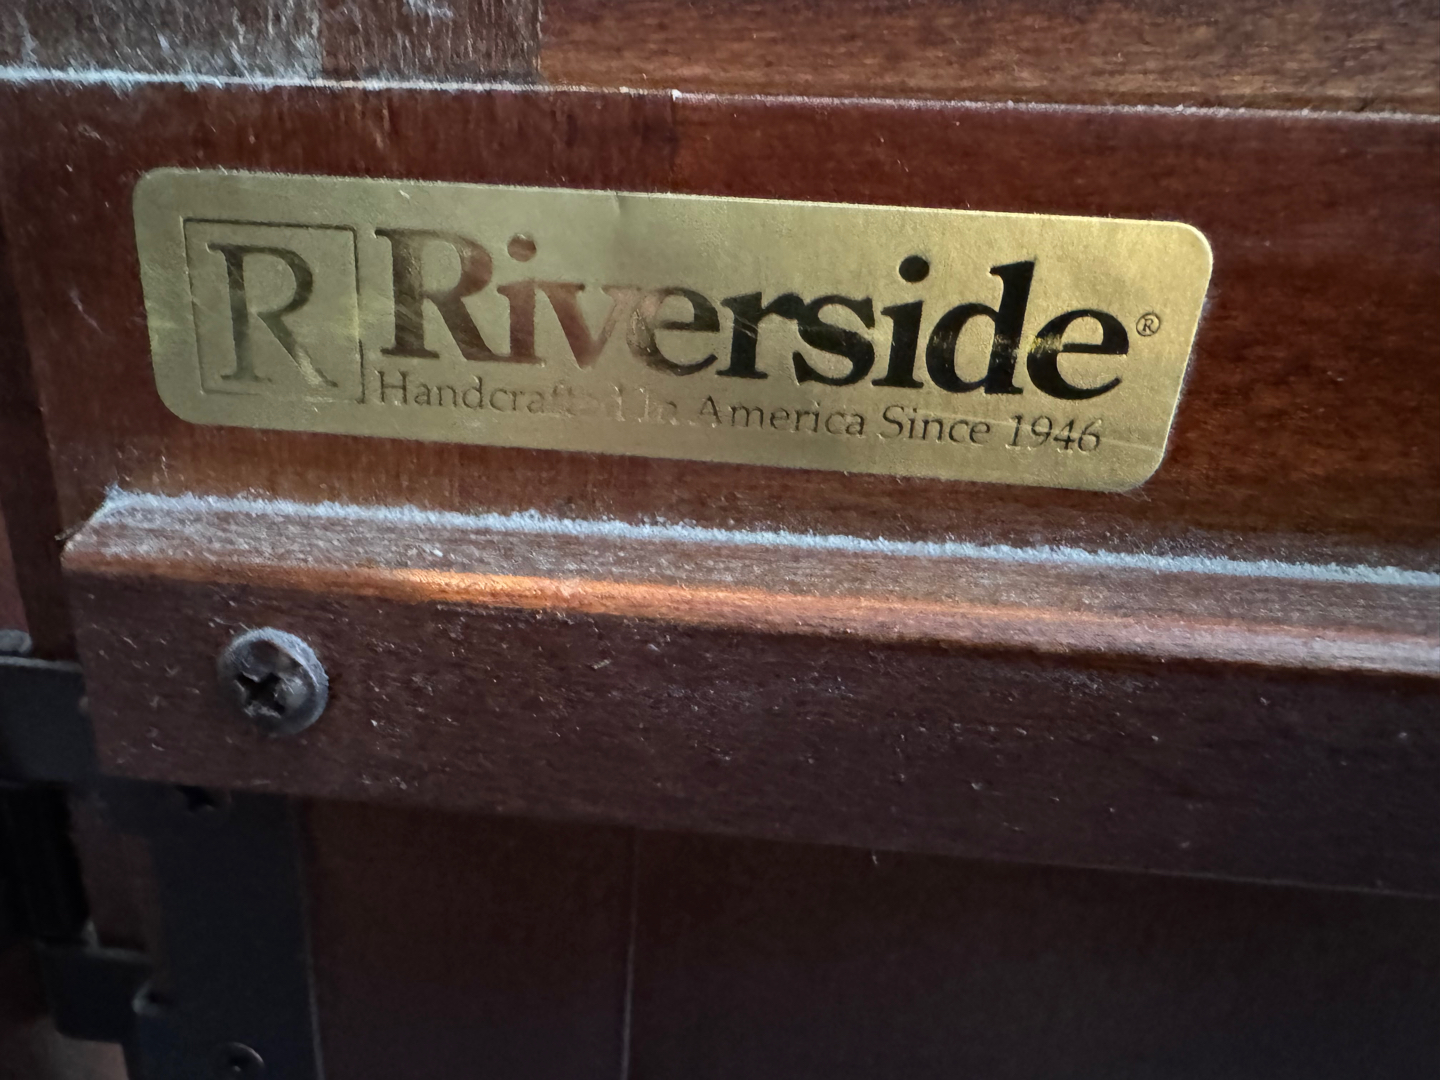 R Riverside®
Handcrafted In America Since 1946